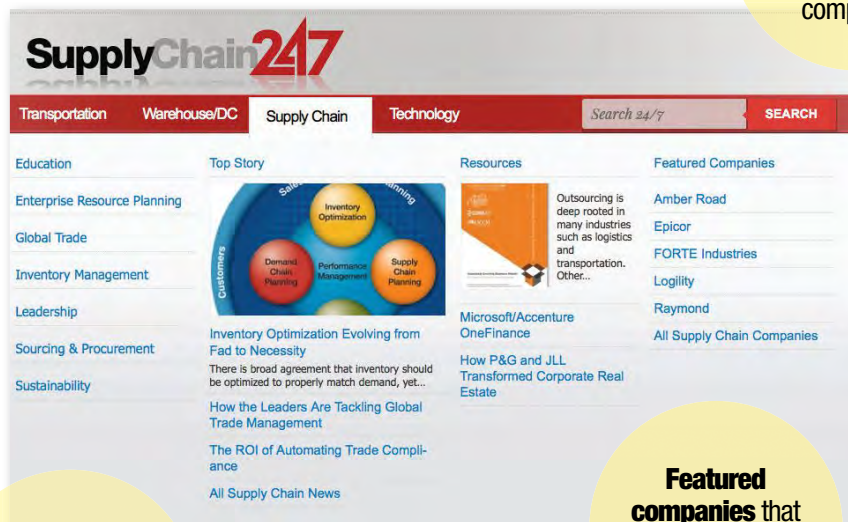 comp
SupplyChain247
Transportation Warehouse/DC Supply Chain Technology Search 24/7 SEARCH
Education
Enterprise Resource Planning
Global Trade
Inventory Management
Leadership
Sourcing & Procurement
Sustainability
Top Story
Sales
Planning
Customers
Inventory
Optimization
Demand
Chain
Planning
Performance
Management
Supply
Chain
Planning
Inventory Optimization Evolving from
Fad to Necessity
There is broad agreement that inventory should
be optimized to properly match demand, yet...
How the Leaders Are Tackling Global
Trade Management
The ROI of Automating Trade Compli-
ance
All Supply Chain News
Resources
Outsourcing is
deep rooted in
many industries
such as logistics
and
transportation.
Other...
Microsoft/Accenture
OneFinance
How P&G and JLL
Transformed Corporate Real
Estate
Featured Companies
Amber Road
Epicor
FORTE Industries
Logility
Raymond
All Supply Chain Companies
Featured
companies that